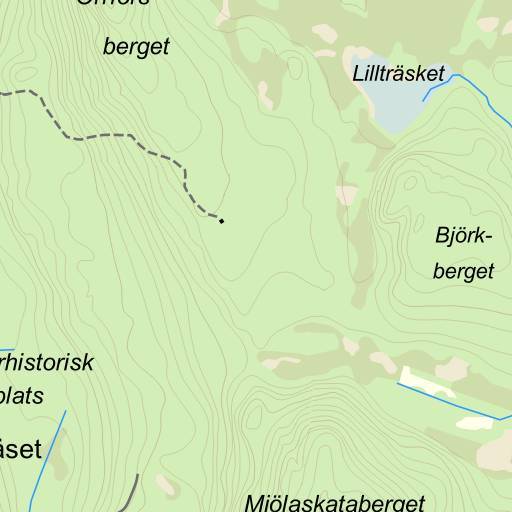 berget
Lillträsket
Björk-
berget
rhistorisk
plats
äset
Mjölaskataberget